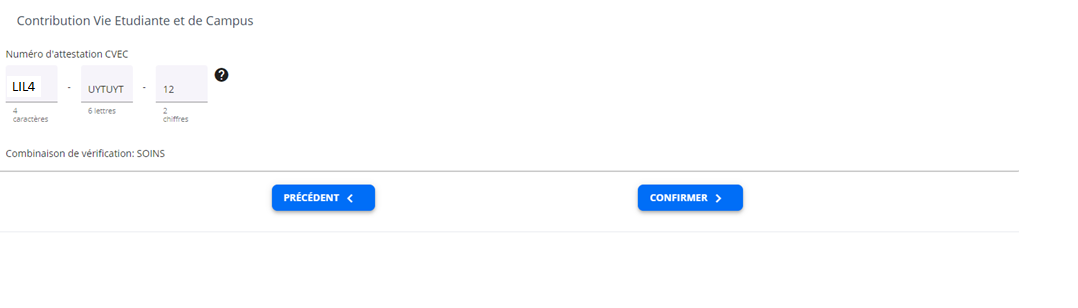 Contribution Vie Etudiante et de Campus
Numéro d'attestation CVEC
LIL4 - UYTUYT - 12 ?
4 caractères 6 lettres 2 chiffres
Combinaison de vérification: SOINS
PRÉCÉDENT CONFIRMER